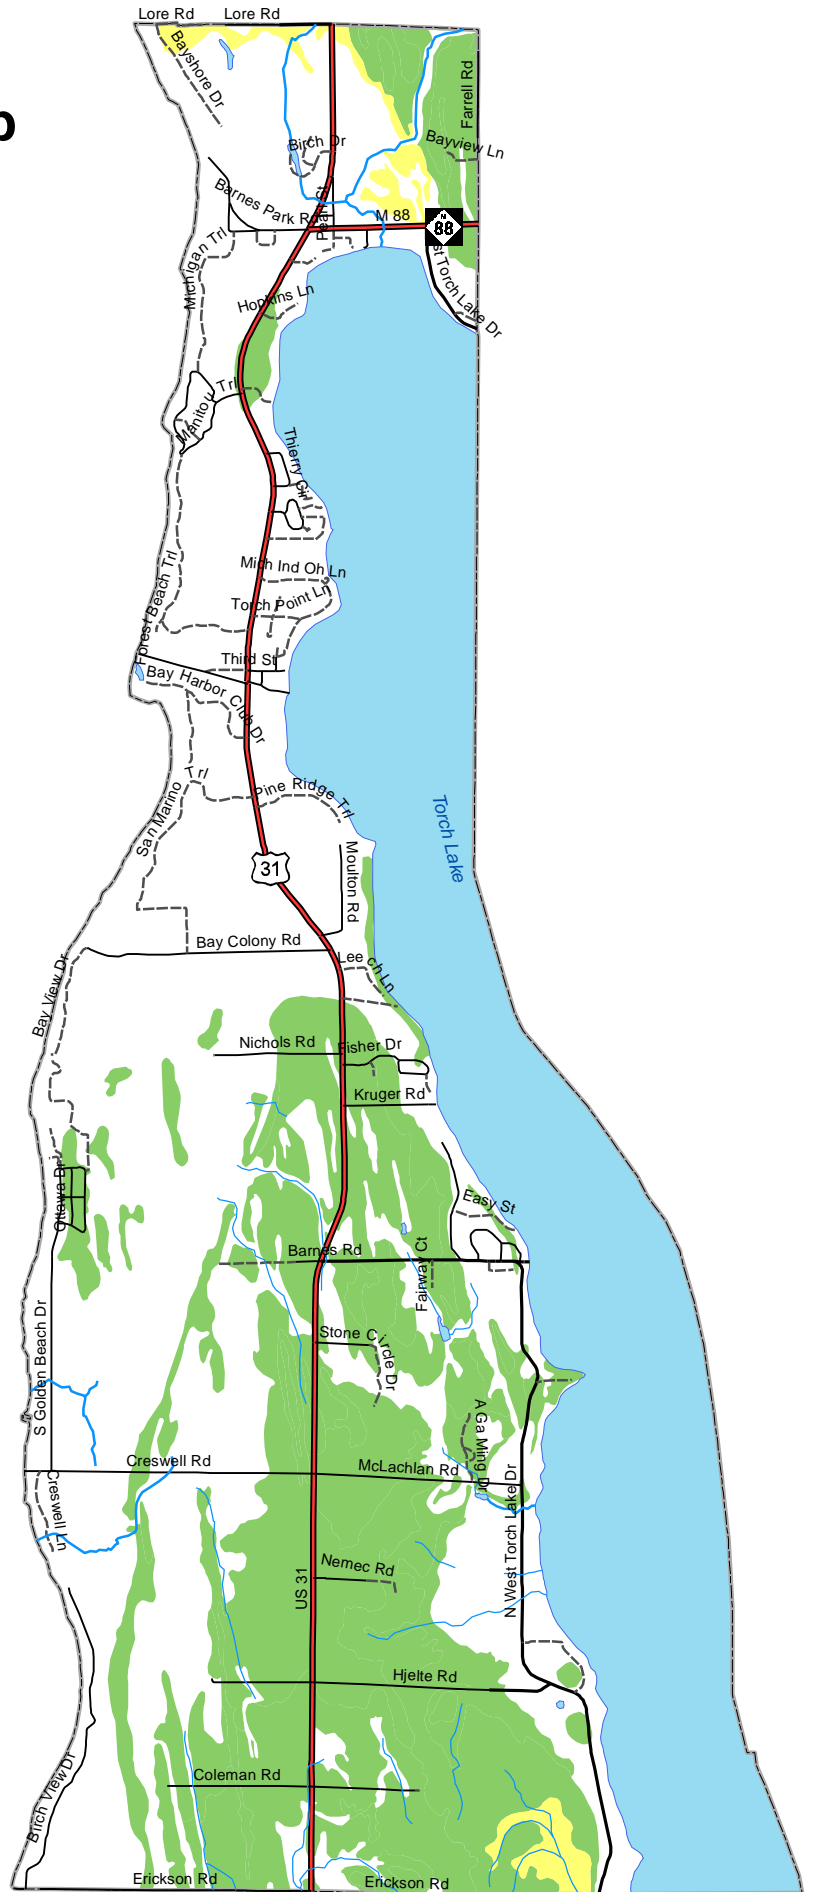 Lore Rd
Lore Rd
Bayshore Dr
Farrell Rd
Birch Dr
Bayview Ln
Barnes Park Rd
M 88
M
88
Michigan Trl
Hopkins Ln
Torch Lake Dr
Manitou Trl
Thierry Cir
Mich Ind Oh Ln
Torch Point Ln
Forest Beach Trl
Third St
Bay Harbor Club Dr
San Marino Trl
Pine Ridge Trl
Torch Lake
31
Moulton Rd
Bay Colony Rd
Leech Ln
Bay View Dr
Nichols Rd
Fisher Dr
Kruger Rd
Ottawa Dr
Easy St
Barnes Rd
Fairway Ct
Stone Circle Dr
S Golden Beach Dr
A Ga Ming Dr
Creswell Rd
McLachlan Rd
Creswell Ln
N West Torch Lake Dr
Nemec Rd
US 31
Hjelte Rd
Coleman Rd
Birch View Dr
Erickson Rd
Erickson Rd